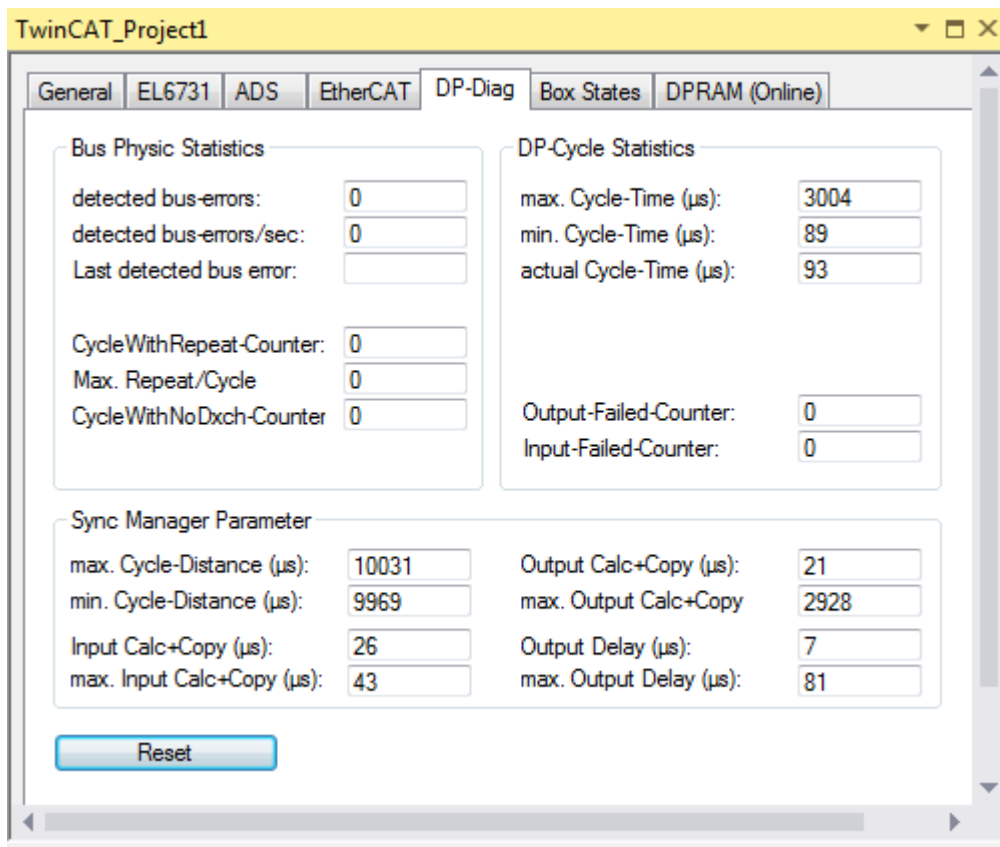 TwinCAT_Project1
General EL6731 ADS EtherCAT DP-Diag Box States DPRAM (Online)
Bus Physic Statistics
detected bus-errors: 0
detected bus-errors/sec: 0
Last detected bus error:
CycleWithRepeat-Counter: 0
Max. Repeat/Cycle 0
CycleWithNoDxch-Counter 0
DP-Cycle Statistics
max. Cycle-Time (µs): 3004
min. Cycle-Time (µs): 89
actual Cycle-Time (µs): 93
Output-Failed-Counter: 0
Input-Failed-Counter: 0
Sync Manager Parameter
max. Cycle-Distance (µs): 10031
min. Cycle-Distance (µs): 9969
Input Calc+Copy (µs): 26
max. Input Calc+Copy (µs): 43
Output Calc+Copy (µs): 21
max. Output Calc+Copy 2928
Output Delay (µs): 7
max. Output Delay (µs): 81
Reset